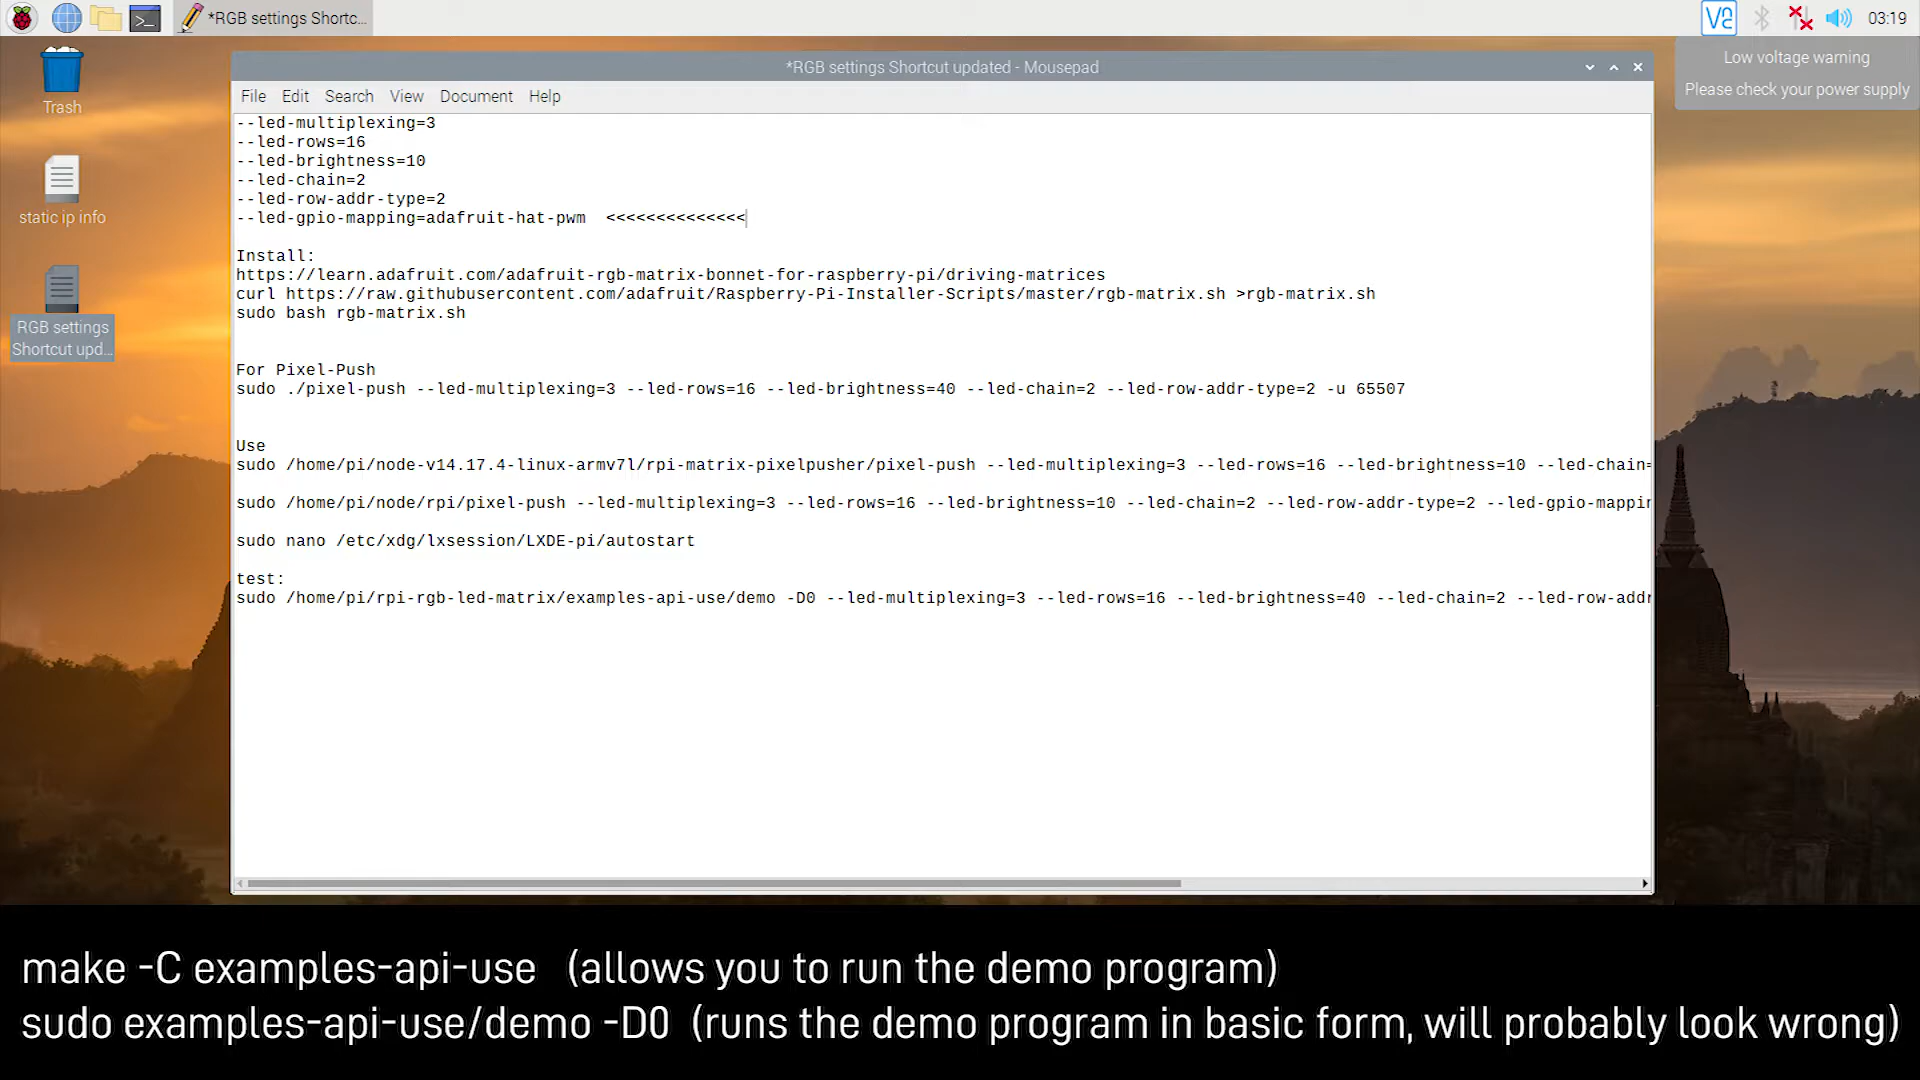 *RGB settings Shortc...
VC
03:19
Low voltage warning
Please check your power supply
Trash
static ip info
RGB settings
Shortcut upd...
*RGB settings Shortcut updated - Mousepad
File Edit Search View Document Help
--led-multiplexing=3
--led-rows=16
--led-brightness=10
--led-chain=2
--led-row-addr-type=2
--led-gpio-mapping=adafruit-hat-pwm  <<<<<<<<<<<<<<
Install:
https://learn.adafruit.com/adafruit-rgb-matrix-bonnet-for-raspberry-pi/driving-matrices
curl https://raw.githubusercontent.com/adafruit/Raspberry-Pi-Installer-Scripts/master/rgb-matrix.sh >rgb-matrix.sh
sudo bash rgb-matrix.sh
For Pixel-Push
sudo ./pixel-push --led-multiplexing=3 --led-rows=16 --led-brightness=40 --led-chain=2 --led-row-addr-type=2 -u 65507
Use
sudo /home/pi/node-v14.17.4-linux-armv7l/rpi-matrix-pixelpusher/pixel-push --led-multiplexing=3 --led-rows=16 --led-brightness=10 --led-chain=
sudo /home/pi/node/rpi/pixel-push --led-multiplexing=3 --led-rows=16 --led-brightness=10 --led-chain=2 --led-row-addr-type=2 --led-gpio-mappin
sudo nano /etc/xdg/lxsession/LXDE-pi/autostart
test:
sudo /home/pi/rpi-rgb-led-matrix/examples-api-use/demo -D0 --led-multiplexing=3 --led-rows=16 --led-brightness=40 --led-chain=2 --led-row-addr
make -C examples-api-use (allows you to run the demo program)
sudo examples-api-use/demo -D0 (runs the demo program in basic form, will probably look wrong)